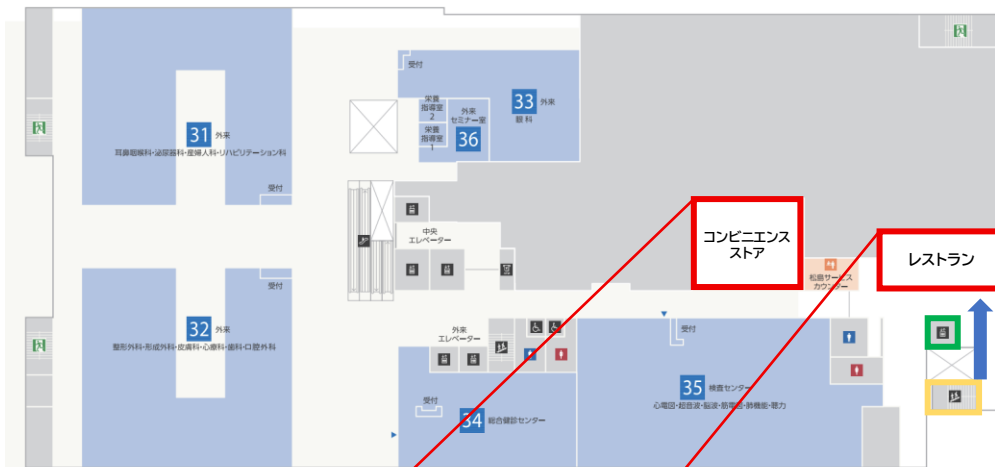 受付
33 外来
眼科
栄養
指導室
2
栄養
指導室
1
外来
セミナー室
36
31 外来
耳鼻咽喉科・泌尿器科・産婦人科・リハビリテーション科
受付
コンビニエンス
ストア
レストラン
中央
エレベーター
松島サービス
カウンター
受付
32 外来
整形外科・形成外科・皮膚科・心療科・歯科・口腔外科
外来
エレベーター
受付
35 検査センター
心電図・超音波・脳波・筋電図・肺機能・聴力
受付
34 総合健診センター